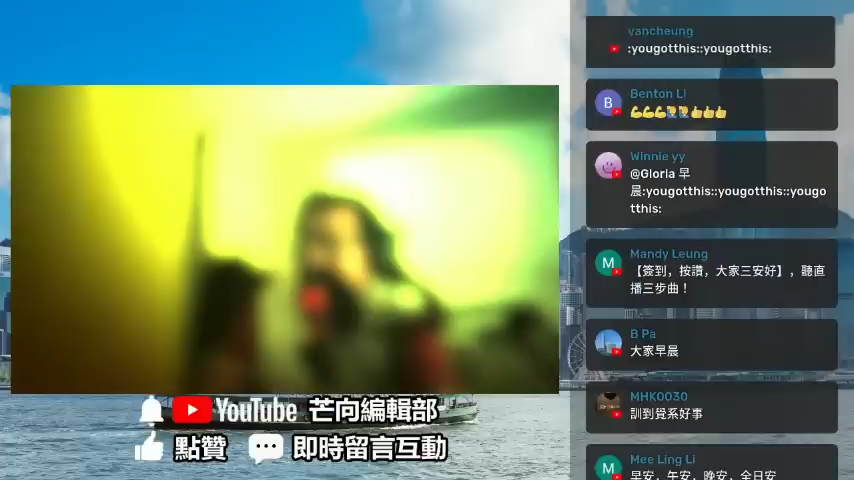 yancheung
:yougotthis::yougotthis:
Benton LI
💪💪💪🙋🙋👍👍👍
Winnie yy
@Gloria 早
晨:yougotthis::yougotthis::yougo
tthis:
Mandy Leung
【簽到，按讚，大家三安好】，聽直
播三步曲！
B Pa
大家早晨
MHK0030
訓到覺系好事
Mee Ling Li
早安，午安，晚安，全日安
YouTube 芒向編輯部
點贊 即時留言互動